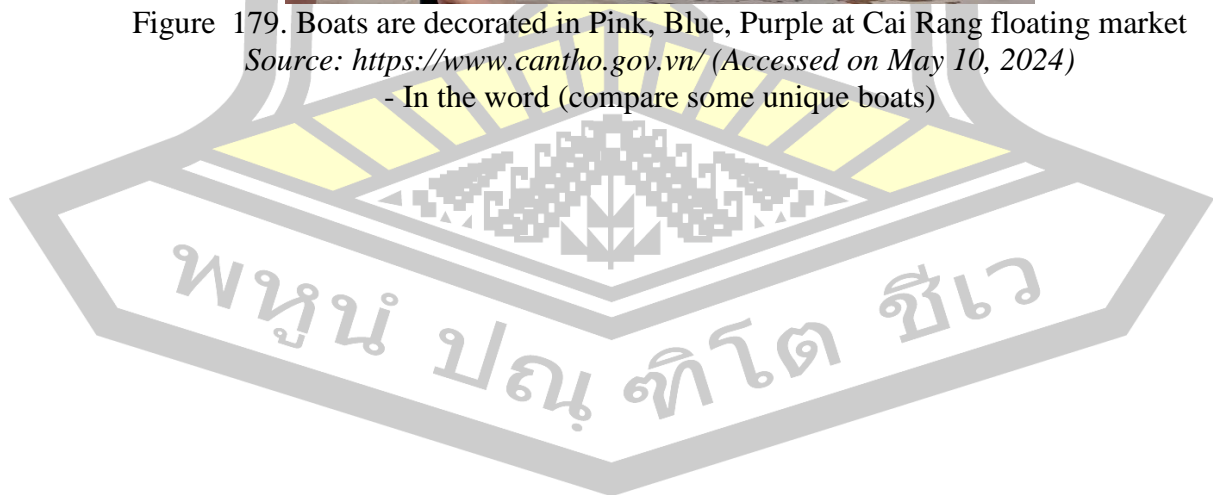 Figure 179. Boats are decorated in Pink, Blue, Purple at Cai Rang floating market
Source: https://www.cantho.gov.vn/ (Accessed on May 10, 2024)
- In the word (compare some unique boats)
พหูนํ ปณฺฑิโต ชีเว